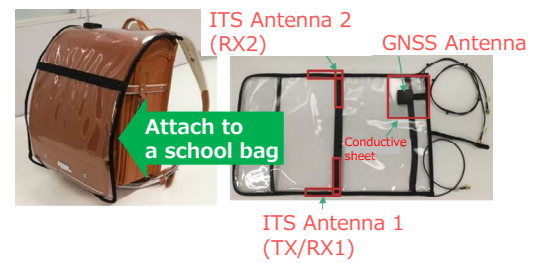 ITS Antenna 2
(RX2)
GNSS Antenna
Attach to
a school bag
Conductive
sheet
ITS Antenna 1
(TX/RX1)